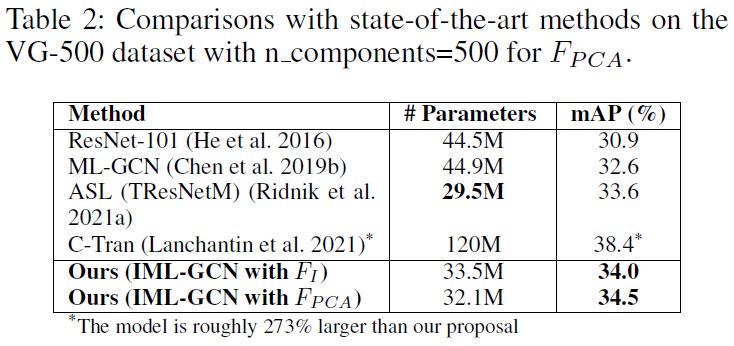 Table 2: Comparisons with state-of-the-art methods on the
VG-500 dataset with n_components=500 for F_PCA.
Method # Parameters mAP (%)
ResNet-101 (He et al. 2016) 44.5M 30.9
ML-GCN (Chen et al. 2019b) 44.9M 32.6
ASL (TResNetM) (Ridnik et al. 29.5M 33.6
2021a)
C-Tran (Lanchantin et al. 2021)* 120M 38.4*
Ours (IML-GCN with F_I) 33.5M 34.0
Ours (IML-GCN with F_PCA) 32.1M 34.5
*The model is roughly 273% larger than our proposal